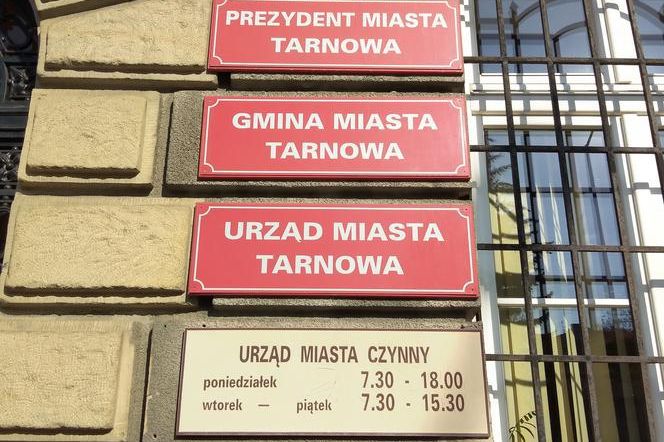 PREZYDENT MIASTA
TARNOWA
GMINA MIASTA
TARNOWA
URZĄD MIASTA
TARNOWA
URZĄD MIASTA CZYNNY
poniedziałek 7.30 - 18.00
wtorek — piątek 7.30 - 15.30